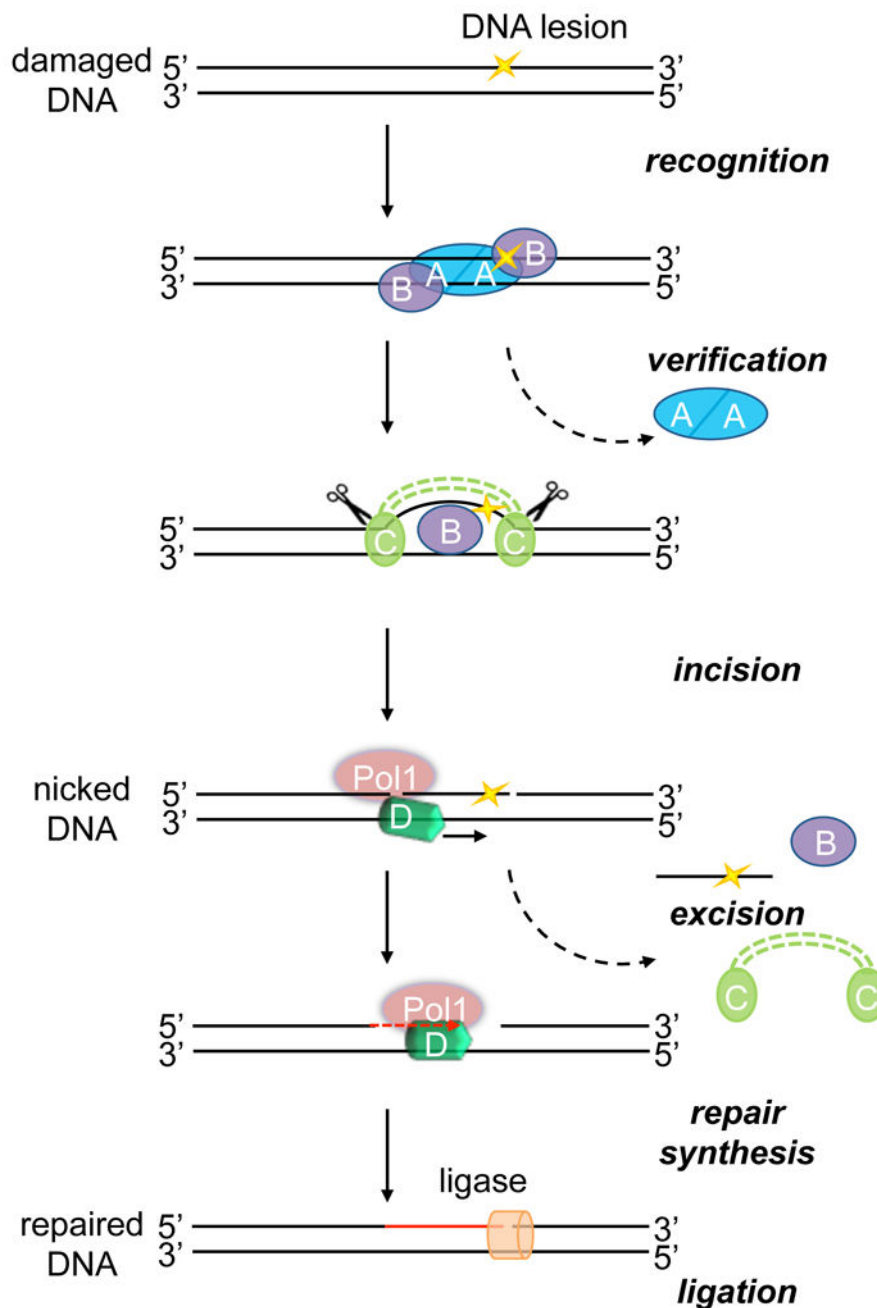 DNA lesion
damaged DNA
5’ 3’
3’ 5’
recognition
5’ B A A B 3’
3’ 5’
verification
A A
5’ C B C 3’
3’ 5’
incision
nicked DNA
Pol1
5’ 3’
3’ D 5’
B
excision
C C
Pol1
5’ 3’
3’ D 5’
repair
synthesis
ligase
repaired DNA
5’ 3’
3’ 5’
ligation